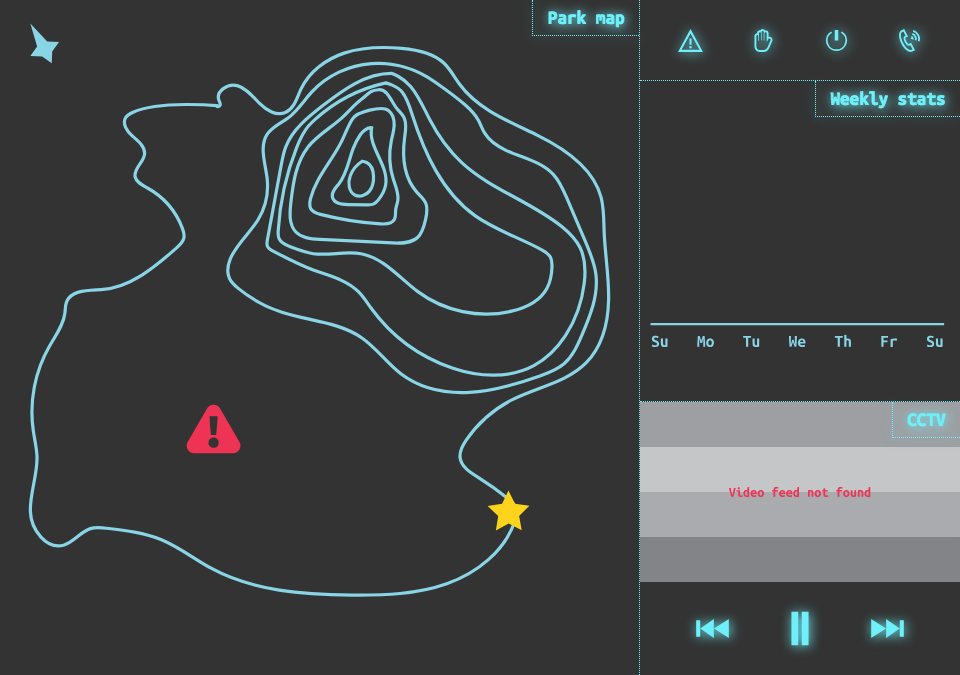 Park map
Weekly stats
Su Mo Tu We Th Fr Su
CCTV
Video feed not found